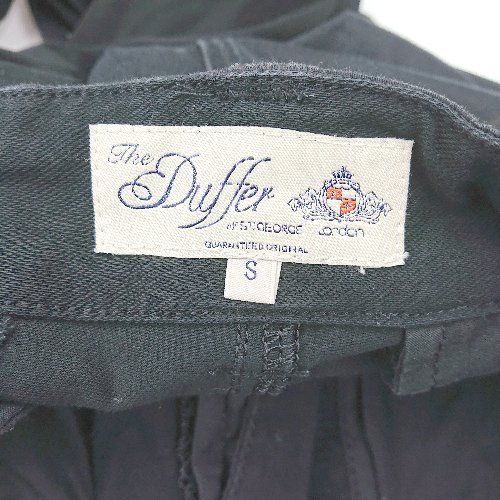 The
Duffer
of ST.GEORGE London
GUARANTEED ORIGINAL
S